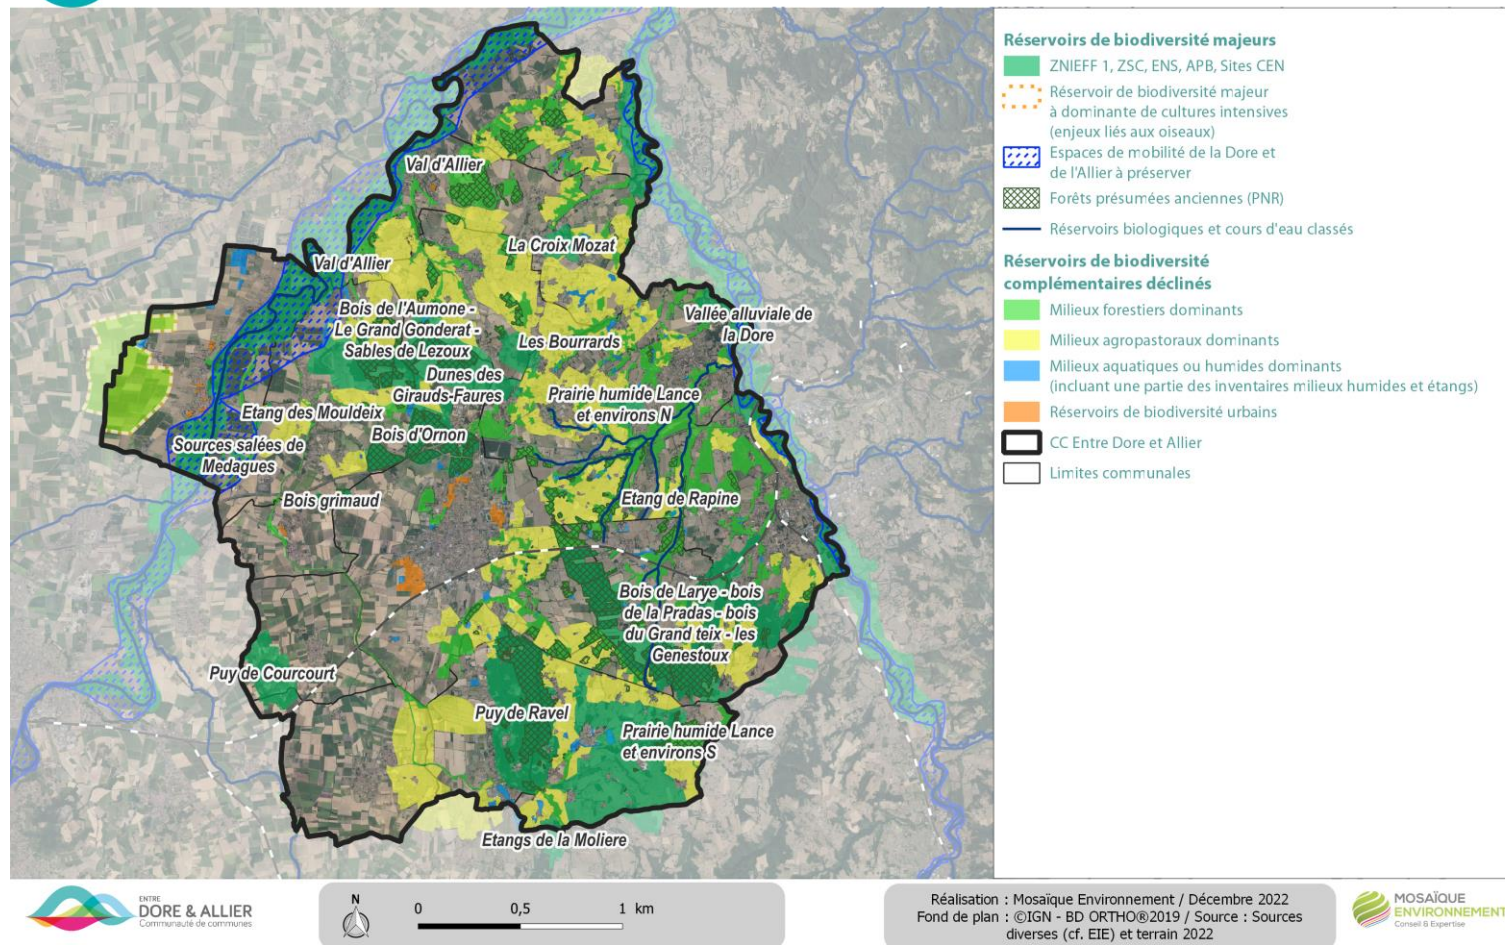 Val d'Allier
La Croix Mozat
Val d'Allier
Bois de l'Aumone -
Le Grand Gonderat -
Sables de Lezoux
Les Bourrards
Vallée alluviale de
la Dore
Dunes des
Girauds-Faures
Prairie humide Lance
et environs N
Etang des Mouldeix
Bois d'Ornon
Sources salées de
Medagues
Bois grimaud
Etang de Rapine
Bois de Larye - bois
de la Pradas - bois
du Grand teix - les
Genestoux
Puy de Courcourt
Puy de Ravel
Prairie humide Lance
et environs S
Etangs de la Moliere
Réservoirs de biodiversité majeurs
ZNIEFF 1, ZSC, ENS, APB, Sites CEN
Réservoir de biodiversité majeur
à dominante de cultures intensives
(enjeux liés aux oiseaux)
Espaces de mobilité de la Dore et
de l'Allier à préserver
Forêts présumées anciennes (PNR)
Réservoirs biologiques et cours d'eau classés
Réservoirs de biodiversité
complémentaires déclinés
Milieux forestiers dominants
Milieux agropastoraux dominants
Milieux aquatiques ou humides dominants
(incluant une partie des inventaires milieux humides et étangs)
Réservoirs de biodiversité urbains
CC Entre Dore et Allier
Limites communales
ENTRE
DORE & ALLIER
Communauté de communes
N
0 0,5 1 km
Réalisation : Mosaïque Environnement / Décembre 2022
Fond de plan : ©IGN - BD ORTHO®2019 / Source : Sources
diverses (cf. EIE) et terrain 2022
MOSAÏQUE
ENVIRONNEMENT
Conseil & Expertise